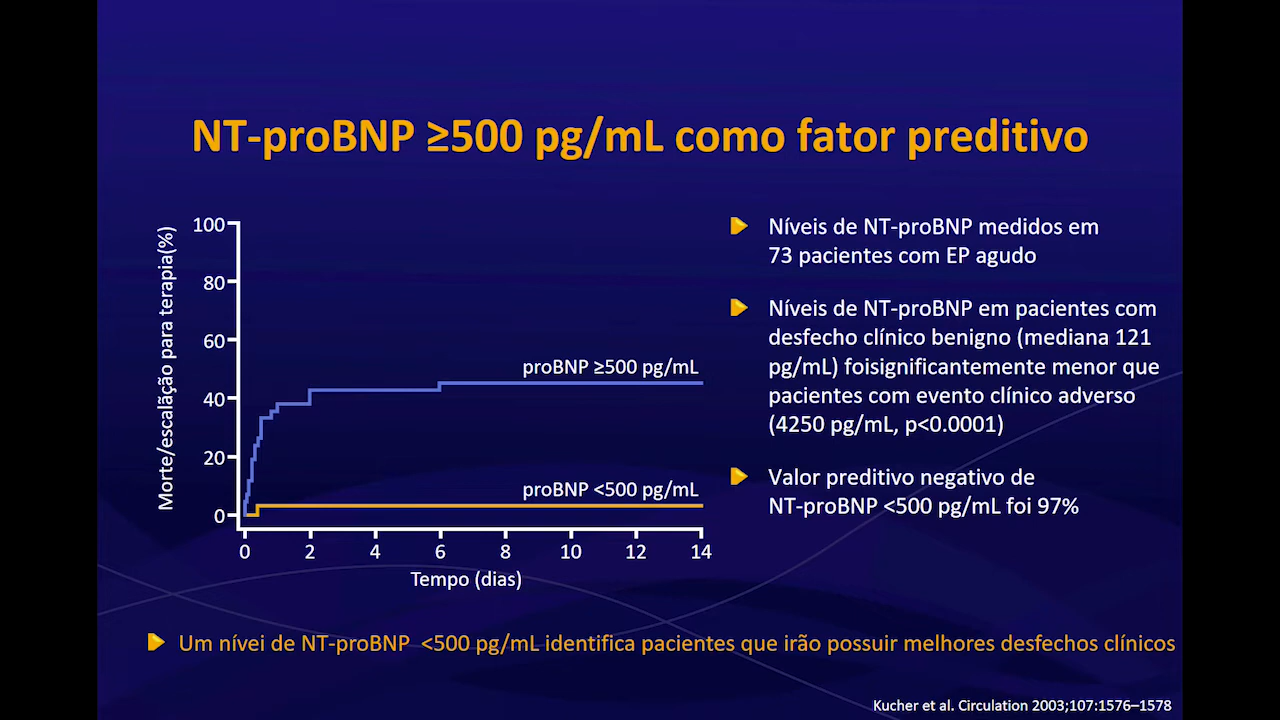 NT-proBNP ≥500 pg/mL como fator preditivo
Morte/escalação para terapia(%)
100
80
60
40
20
0
proBNP ≥500 pg/mL
proBNP <500 pg/mL
0 2 4 6 8 10 12 14
Tempo (dias)
Níveis de NT-proBNP medidos em
73 pacientes com EP agudo
Níveis de NT-proBNP em pacientes com
desfecho clínico benigno (mediana 121
pg/mL) foisignificantemente menor que
pacientes com evento clínico adverso
(4250 pg/mL, p<0.0001)
Valor preditivo negativo de
NT-proBNP <500 pg/mL foi 97%
Um nívei de NT-proBNP <500 pg/mL identifica pacientes que irão possuir melhores desfechos clínicos
Kucher et al. Circulation 2003;107:1576–1578